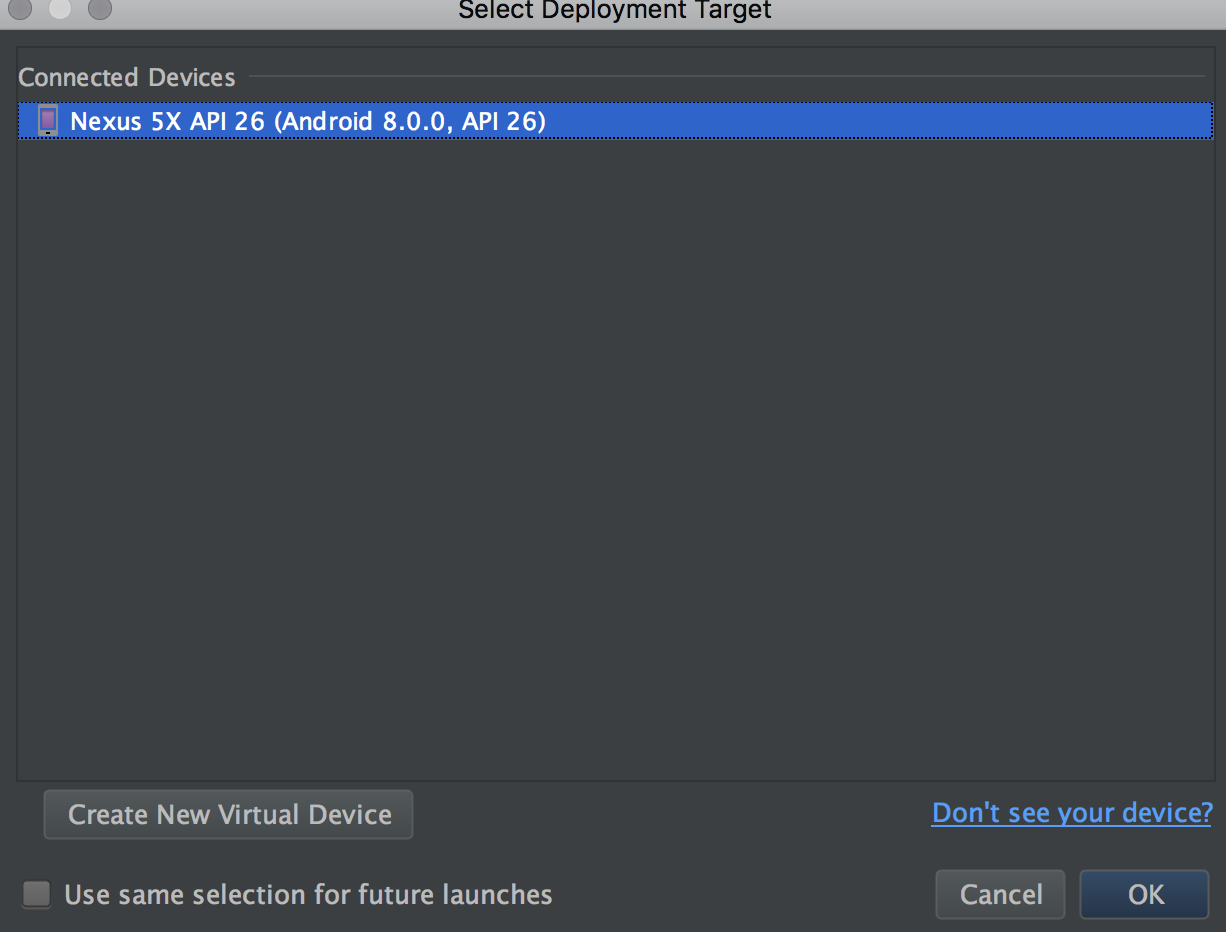 Select Deployment Target
Connected Devices
Nexus 5X API 26 (Android 8.0.0, API 26)
Create New Virtual Device
Don't see your device?
Use same selection for future launches
Cancel
OK